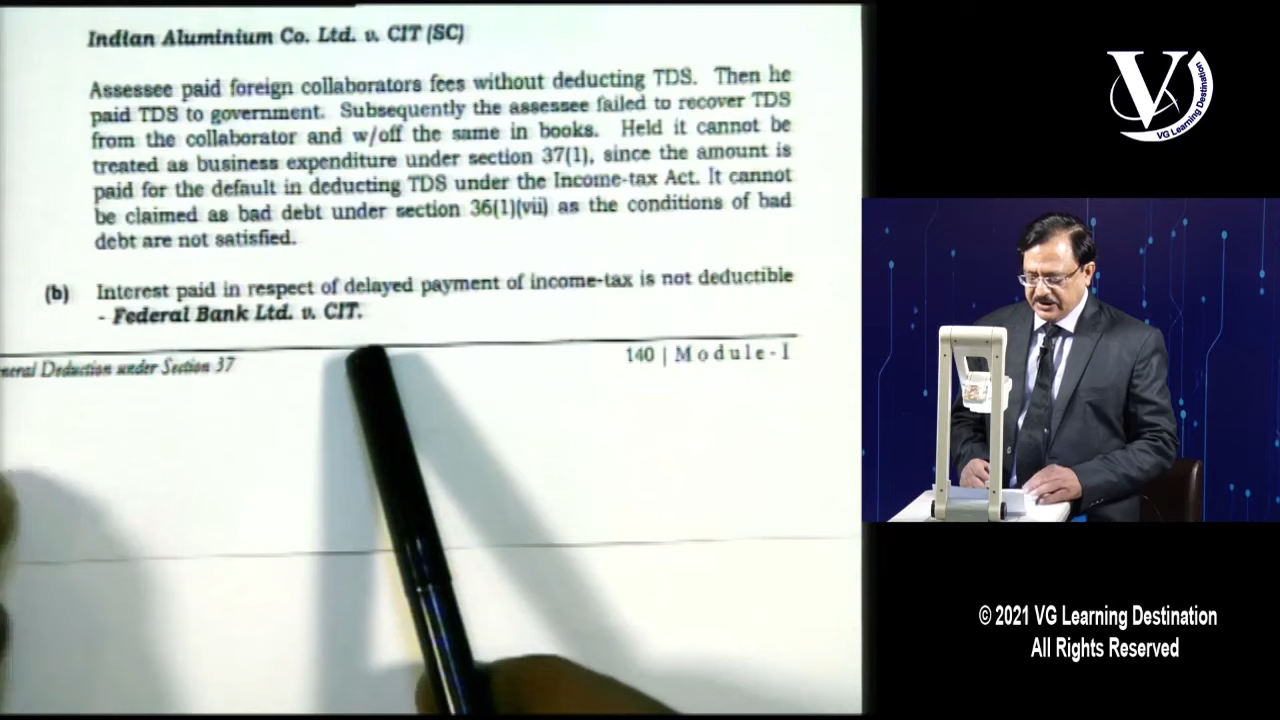 Indian Aluminium Co. Ltd. v. CIT (SC)
Assessee paid foreign collaborators fees without deducting TDS. Then he
paid TDS to government. Subsequently the assessee failed to recover TDS
from the collaborator and w/off the same in books. Held it cannot be
treated as business expenditure under section 37(1), since the amount is
paid for the default in deducting TDS under the Income-tax Act. It cannot
be claimed as bad debt under section 36(1)(vii) as the conditions of bad
debt are not satisfied.
(b) Interest paid in respect of delayed payment of income-tax is not deductible
- Federal Bank Ltd. v. CIT.
neral Deduction under Section 37
140 | Module-I
V
VG Learning Destination
© 2021 VG Learning Destination
All Rights Reserved